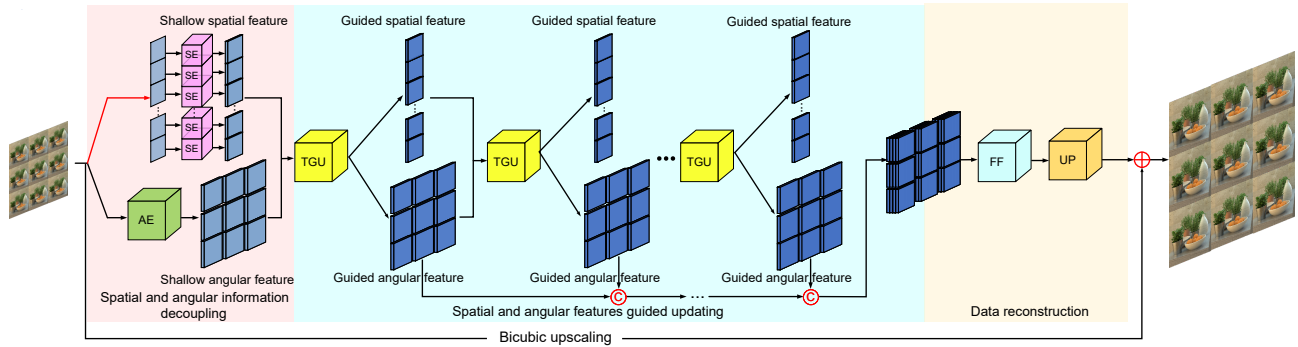 Shallow spatial feature
Guided spatial feature
Guided spatial feature
Guided spatial feature
SE
SE
SE
SE
SE
TGU
TGU
TGU
FF
UP
AE
Shallow angular feature
Guided angular feature
Guided angular feature
Guided angular feature
C
C
Spatial and angular information
decoupling
Spatial and angular features guided updating
Data reconstruction
Bicubic upscaling